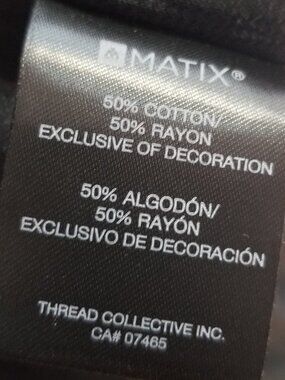 MATIX®
50% COTTON/
50% RAYON
EXCLUSIVE OF DECORATION
50% ALGODÓN/
50% RAYÓN
EXCLUSIVO DE DECORACIÓN
THREAD COLLECTIVE INC.
CA# 07465